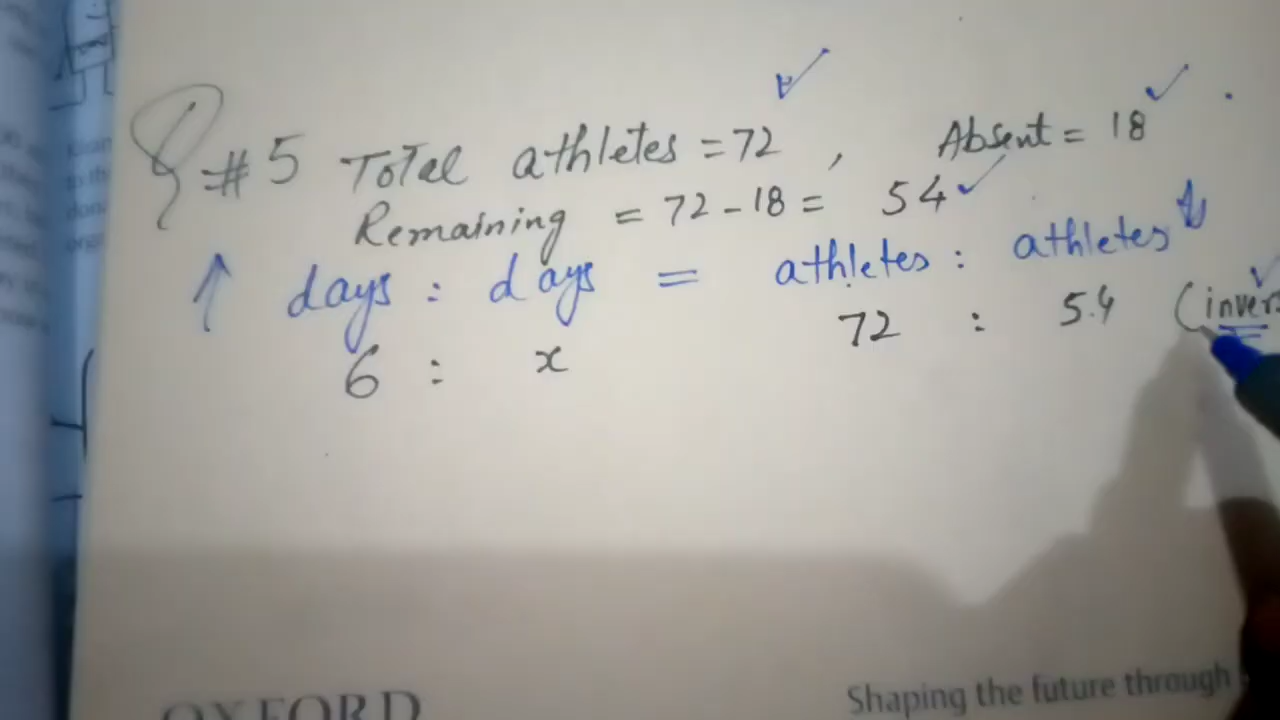 Q#5 Total athletes = 72 , Absent = 18
Remaining = 72 - 18 = 54
days : days = athletes : athletes
6 : x 72 : 54 (inver
OXFORD
Shaping the future through